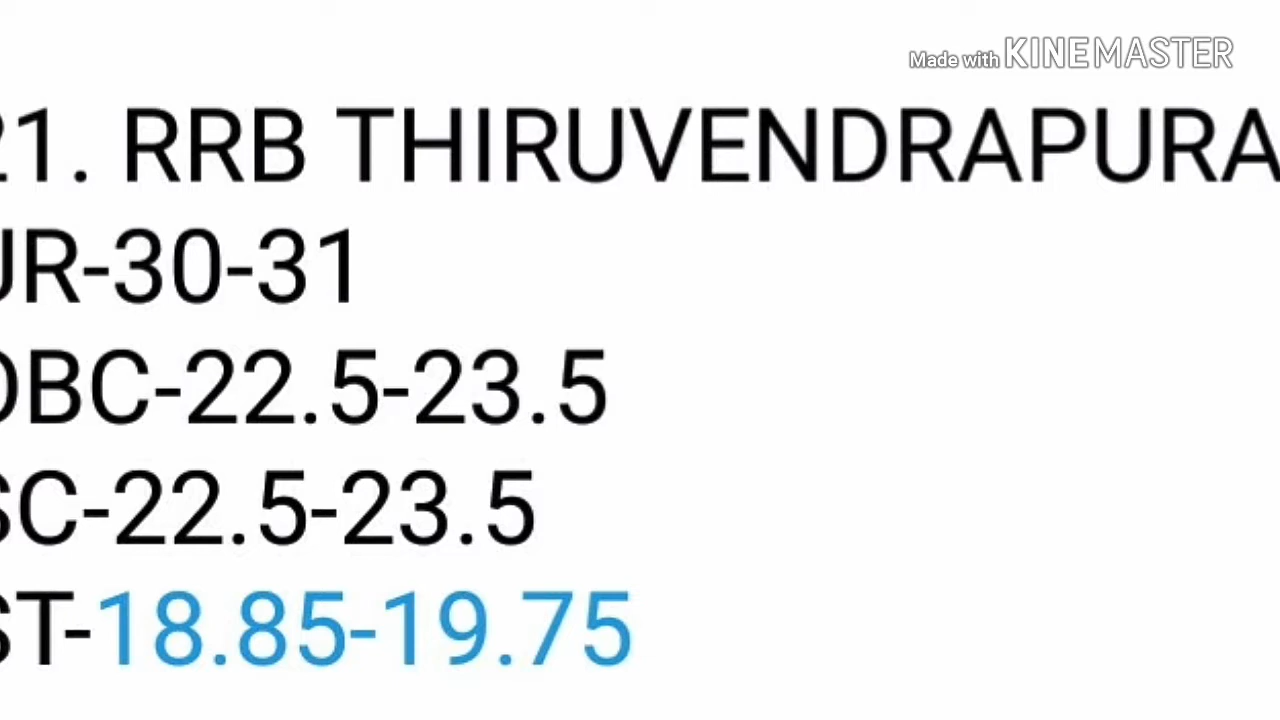 Made with KINEMASTER
21. RRB THIRUVENDRAPURA
UR-30-31
OBC-22.5-23.5
SC-22.5-23.5
ST-18.85-19.75